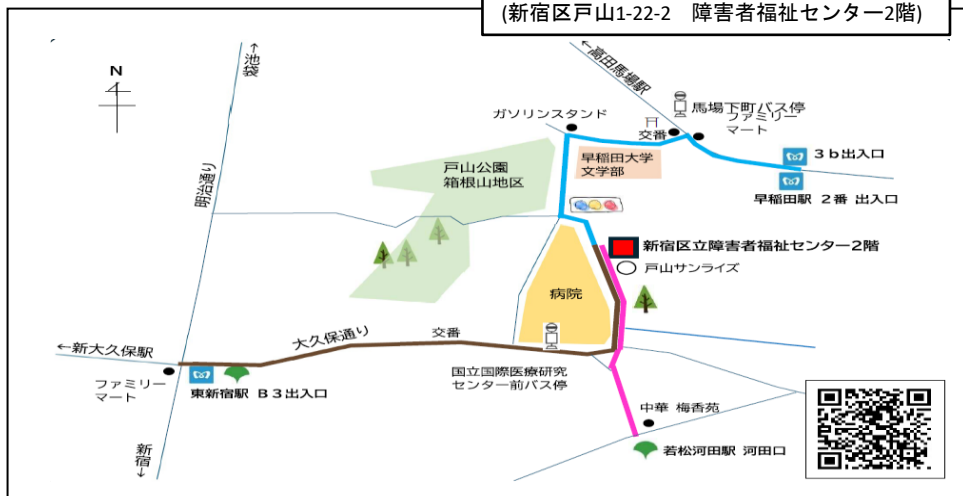 (新宿区戸山1-22-2　障害者福祉センター2階)
N
←池袋
←高田馬場駅
馬場下町バス停
ガソリンスタンド
交番
ファミリー
マート
戸山公園
箱根山地区
早稲田大学
文学部
3ｂ出入口
早稲田駅 2番 出入口
明治通り
新宿区立障害者福祉センター2階
戸山サンライズ
病院
大久保通り
交番
←新大久保駅
ファミリー
マート
東新宿駅 B3出入口
国立国際医療研究
センター前バス停
中華 梅香苑
若松河田駅 河田口
新宿→